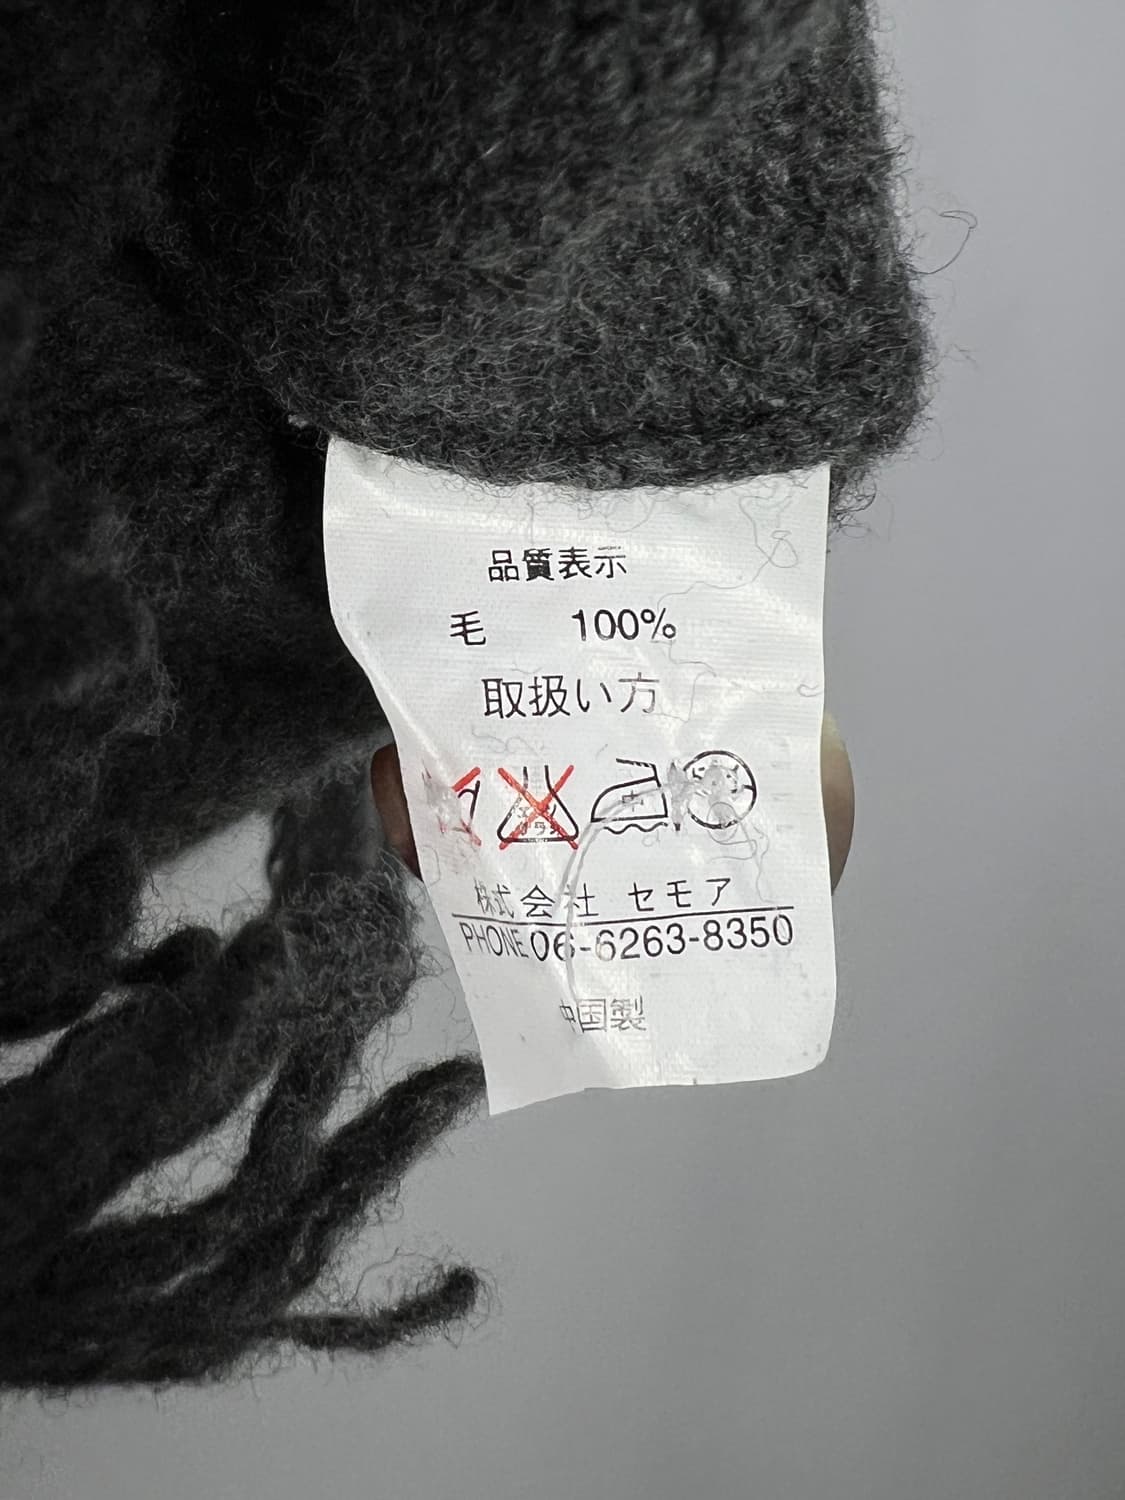 品質表示
毛 100%
取扱い方
中
株式会社 セモア
PHONE 06-6263-8350
中国製